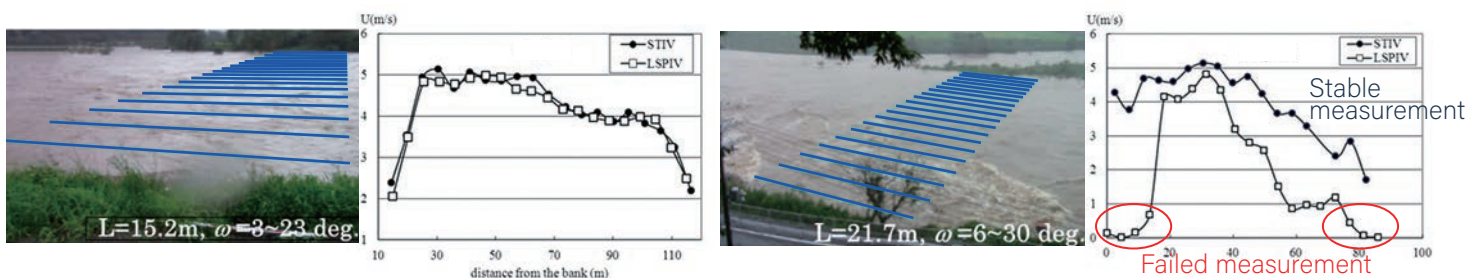 L=15.2m, ω=3~23 deg.
U(m/s)
STIV
LSPIV
6
5
4
3
2
1
10 30 50 70 90 110
distance from the bank (m)
L=21.7m, ω=6~30 deg.
U(m/s)
STIV
LSPIV
Stable
measurement
6
5
4
3
2
1
0
0 20 40 60 80 100
Failed measurement